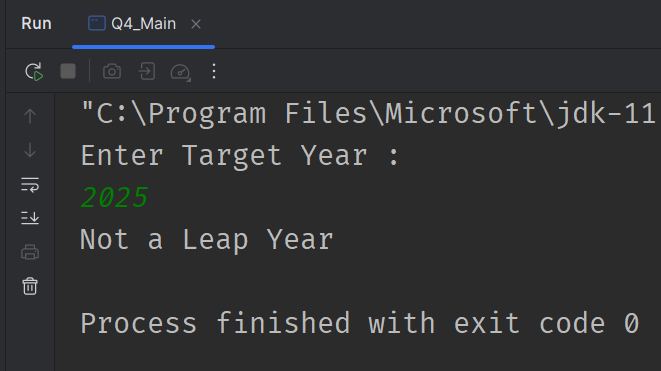 Run Q4_Main
"C:\Program Files\Microsoft\jdk-11
Enter Target Year :
2025
Not a Leap Year
Process finished with exit code 0